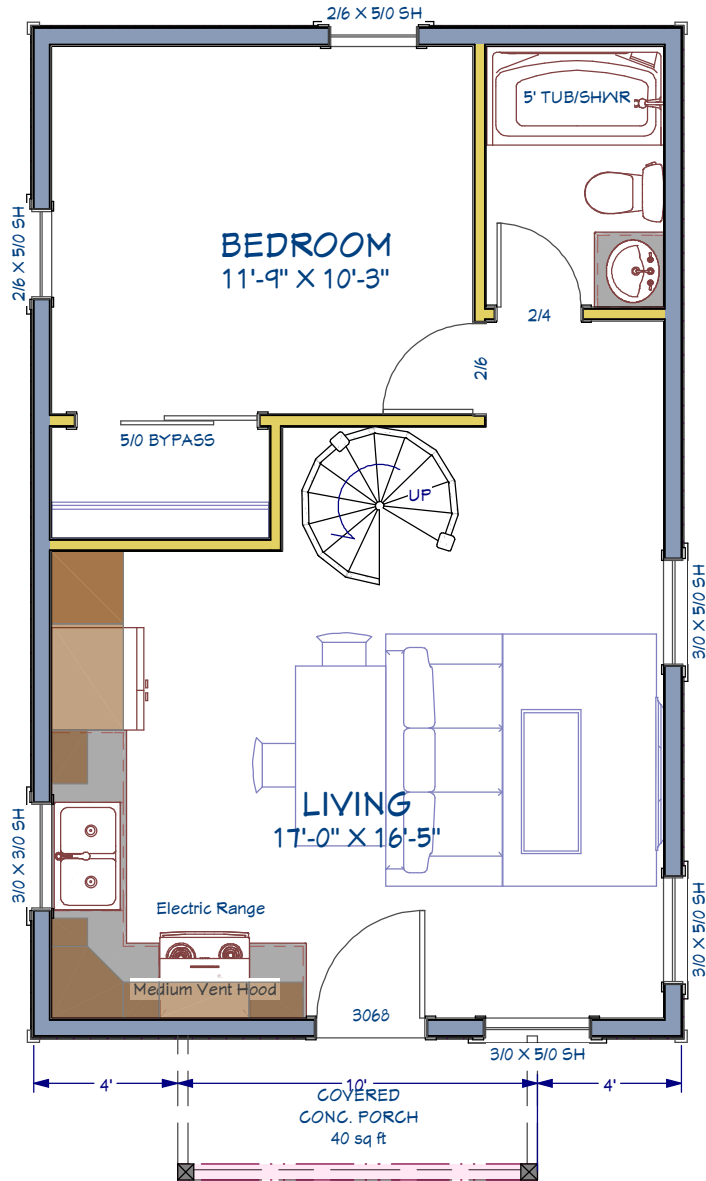 2/6 X 5/0 SH
5' TUB/SHWR
2/6 X 5/0 SH
BEDROOM
11'-9" X 10'-3"
2/4
2/6
5/0 BYPASS
UP
3/0 X 5/0 SH
LIVING
17'-0" X 16'-5"
3/0 X 3/0 SH
Electric Range
3/0 X 5/0 SH
Medium Vent Hood
3068
3/0 X 5/0 SH
4'
10'
4'
COVERED
CONC. PORCH
40 sq ft